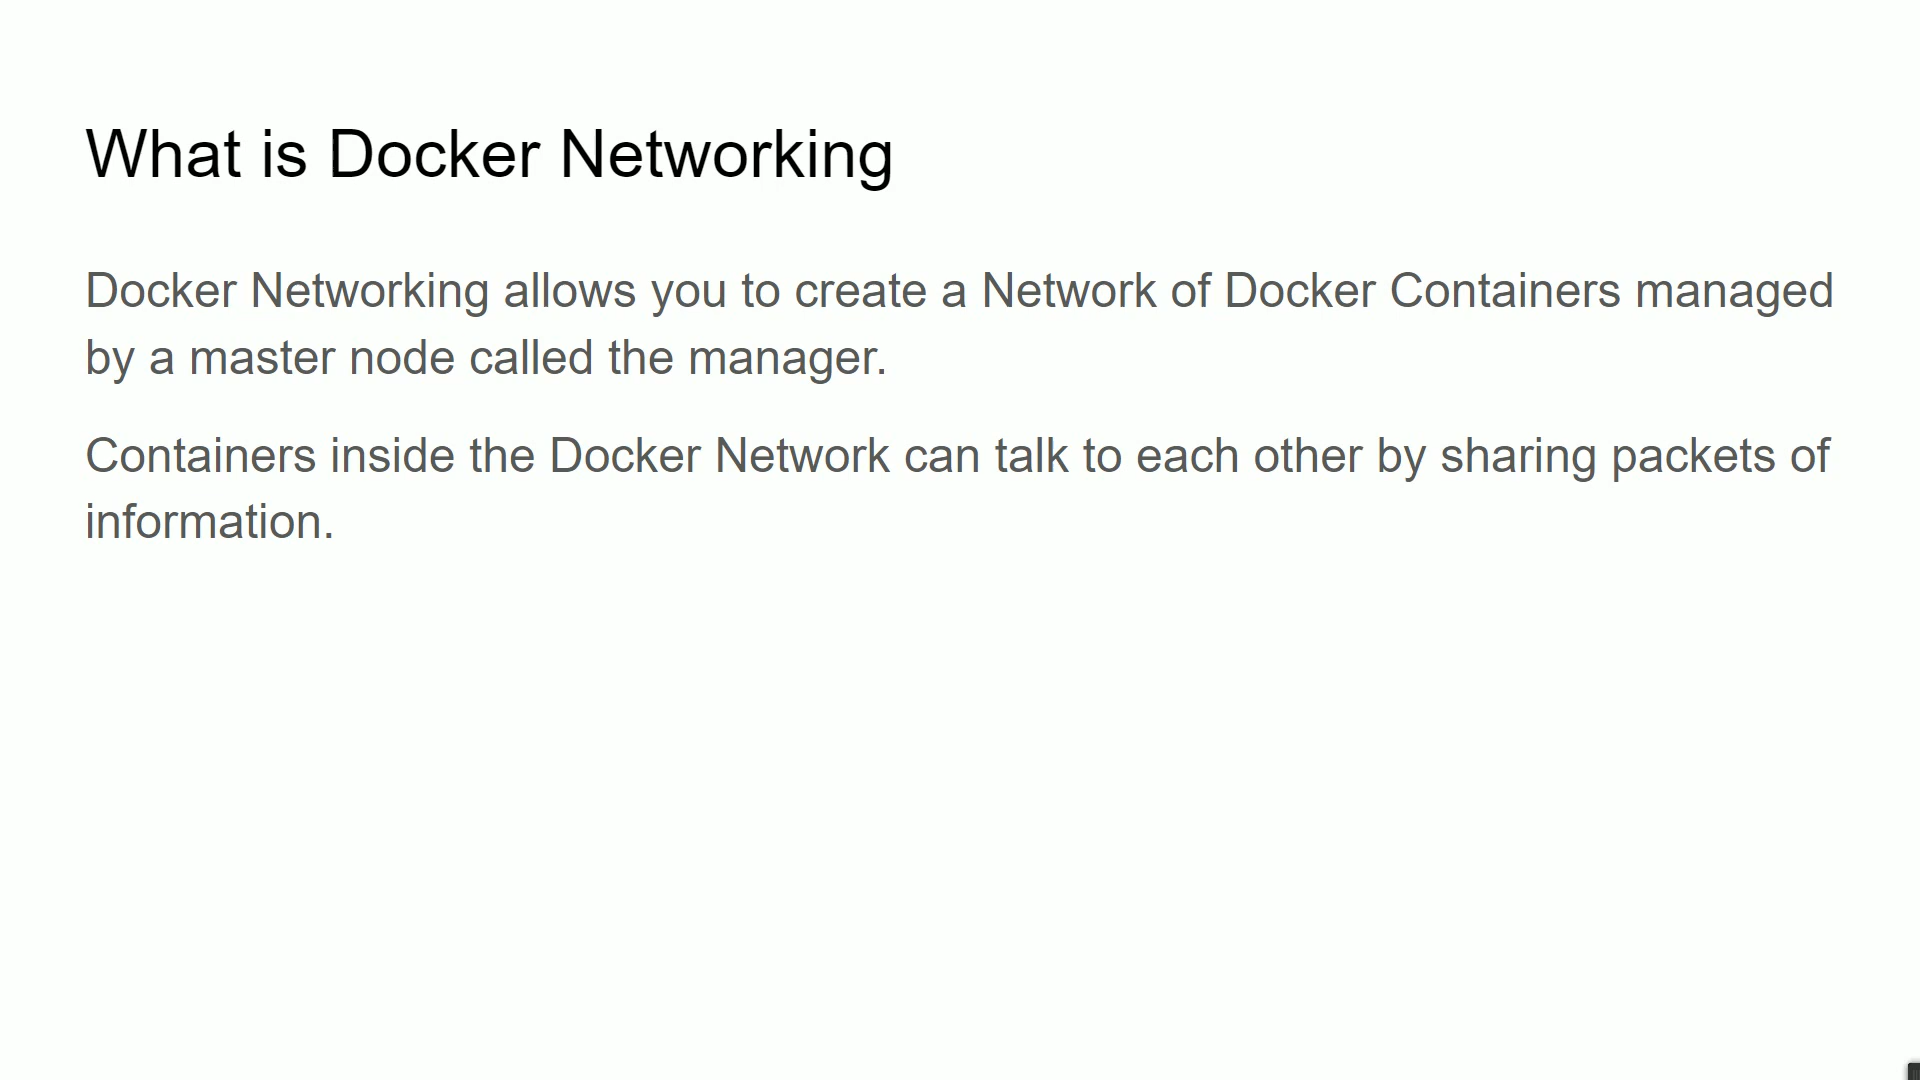 What is Docker Networking
Docker Networking allows you to create a Network of Docker Containers managed
by a master node called the manager.
Containers inside the Docker Network can talk to each other by sharing packets of
information.